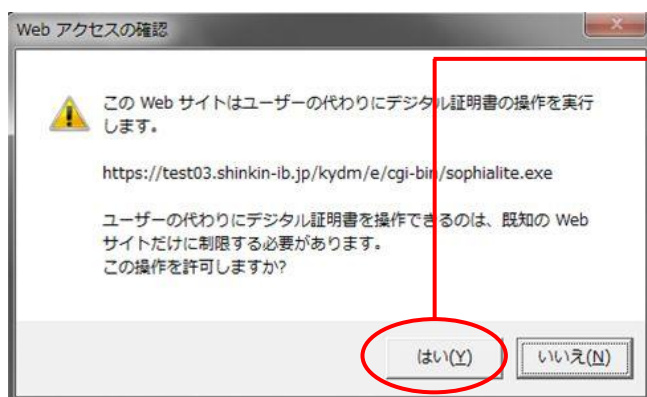 Web アクセスの確認
この Web サイトはユーザーの代わりにデジタル証明書の操作を実行
します。
https://test03.shinkin-ib.jp/kydm/e/cgi-bin/sophialite.exe
ユーザーの代わりにデジタル証明書を操作できるのは、既知の Web
サイトだけに制限する必要があります。
この操作を許可しますか?
はい(Y)
いいえ(N)